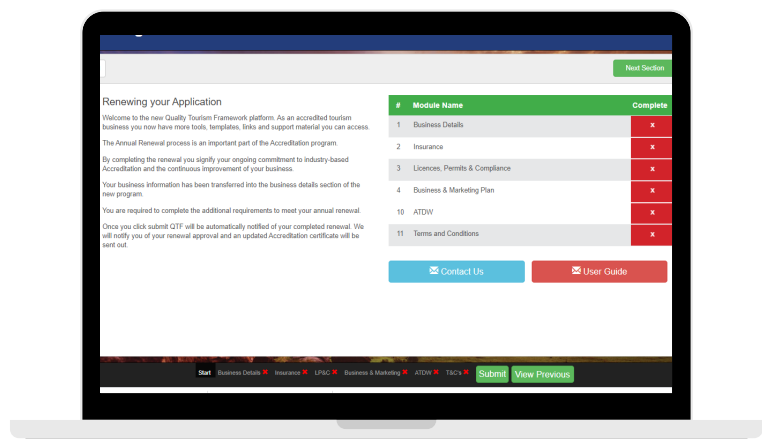 Next Section
Renewing your Application
Welcome to the new Quality Tourism Framework platform. As an accredited tourism
business you now have more tools, templates, links and support material you can access.
The Annual Renewal process is an important part of the Accreditation program.
By completing the renewal you signify your ongoing commitment to industry-based
Accreditation and the continuous improvement of your business.
Your business information has been transferred into the business details section of the
new program.
You are required to complete the additional requirements to meet your annual renewal.
Once you click submit QTF will be automatically notified of your completed renewal. We
will notify you of your renewal approval and an updated Accreditation certificate will be
sent out.
# Module Name Complete
1 Business Details x
2 Insurance x
3 Licences, Permits & Compliance x
4 Business & Marketing Plan x
10 ATDW x
11 Terms and Conditions x
Contact Us User Guide
Start Business Details Insurance LP&C Business & Marketing ATDW T&C's Submit View Previous